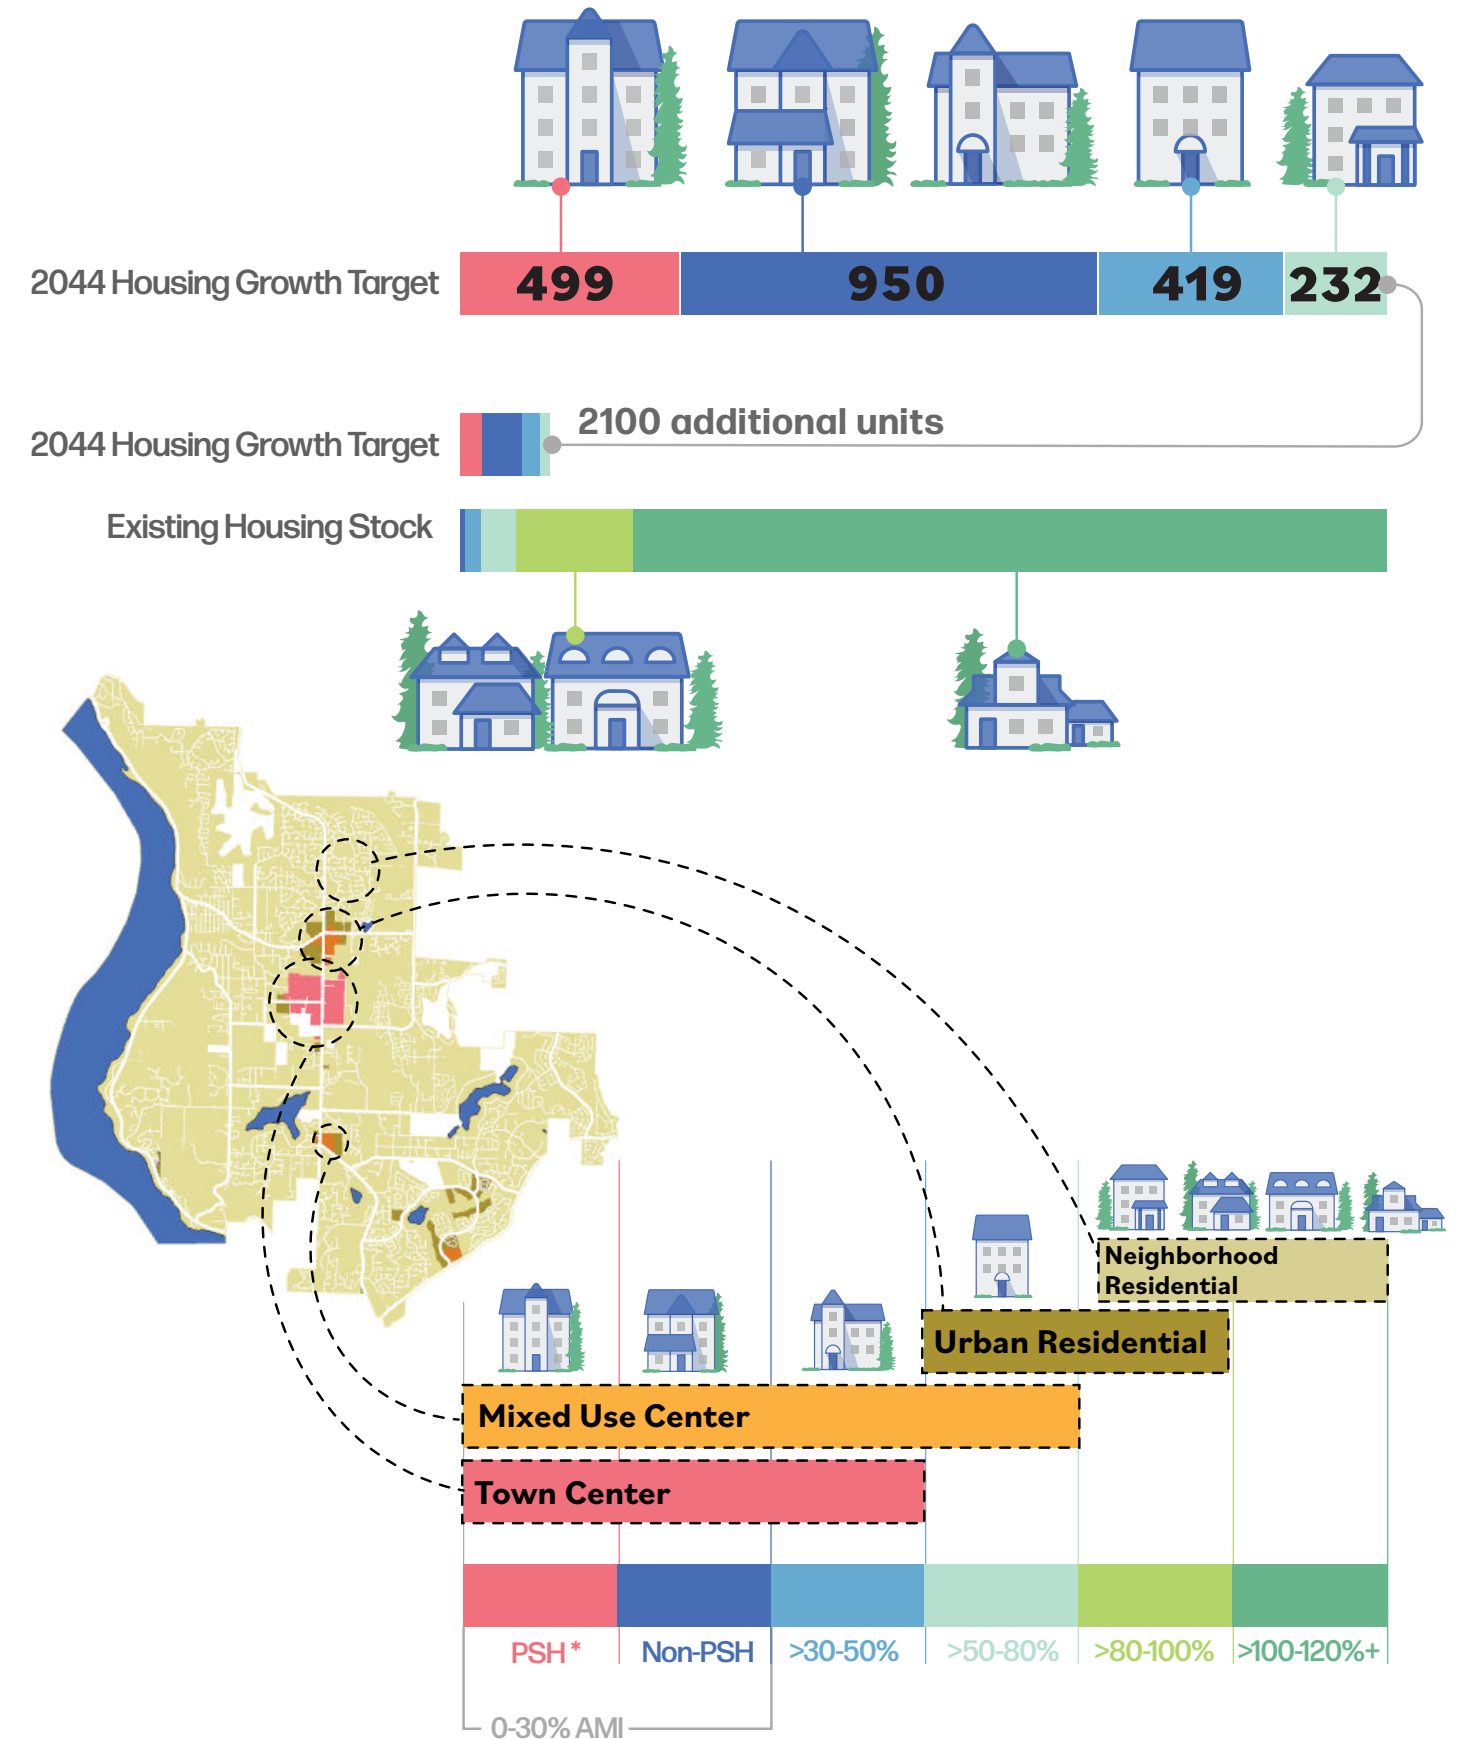 2044 Housing Growth Target
499 950 419 232
2044 Housing Growth Target
2100 additional units
Existing Housing Stock
Neighborhood
Residential
Urban Residential
Mixed Use Center
Town Center
PSH* Non-PSH >30-50% >50-80% >80-100% >100-120%+
0-30% AMI